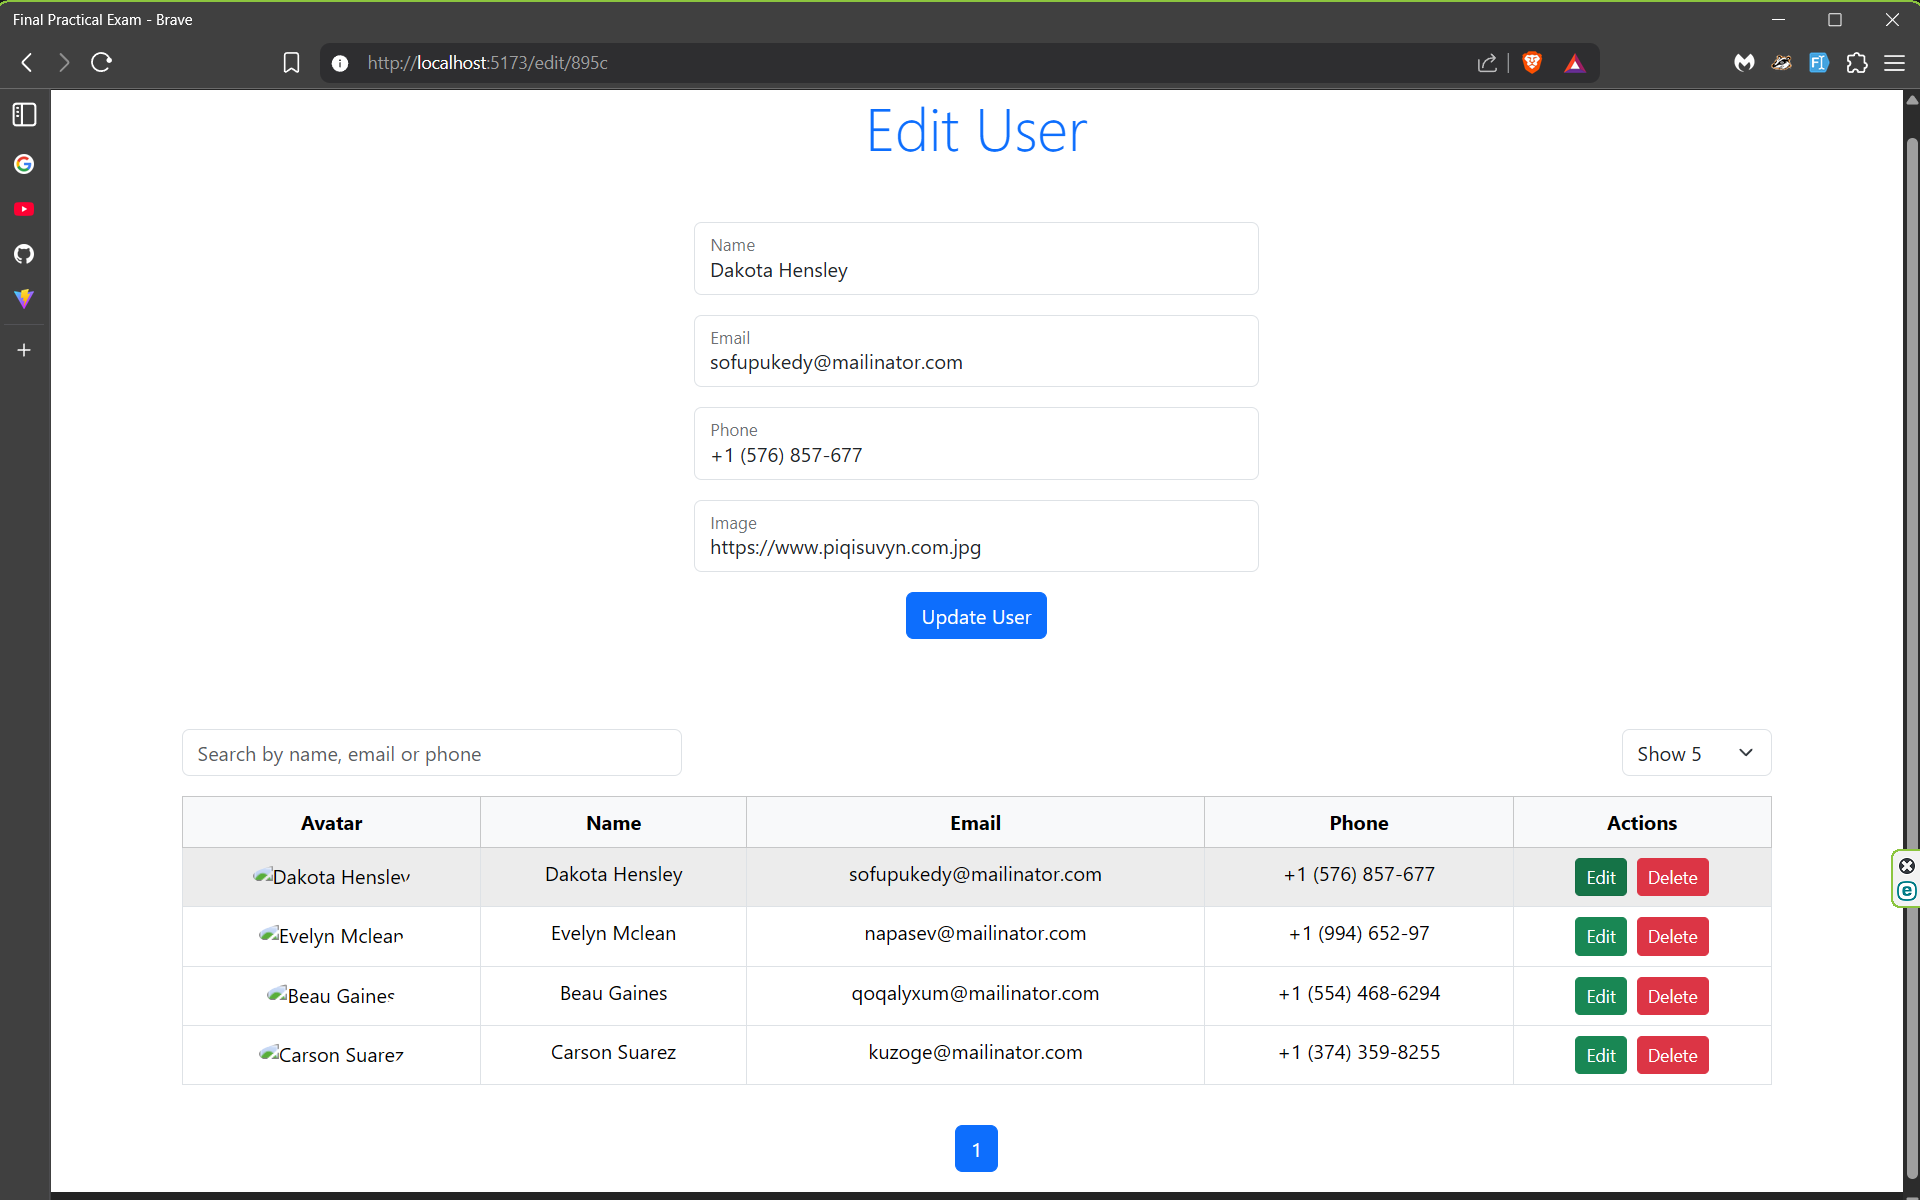 Final Practical Exam - Brave
http://localhost:5173/edit/895c
Edit User
Name
Dakota Hensley
Email
sofupukedy@mailinator.com
Phone
+1 (576) 857-677
Image
https://www.piqisuvyn.com.jpg
Update User
Search by name, email or phone
Show 5
Avatar Name Email Phone Actions
Dakota Hensley Dakota Hensley sofupukedy@mailinator.com +1 (576) 857-677 Edit Delete
Evelyn Mclean Evelyn Mclean napasev@mailinator.com +1 (994) 652-97 Edit Delete
Beau Gaines Beau Gaines qoqalyxum@mailinator.com +1 (554) 468-6294 Edit Delete
Carson Suarez Carson Suarez kuzoge@mailinator.com +1 (374) 359-8255 Edit Delete
1